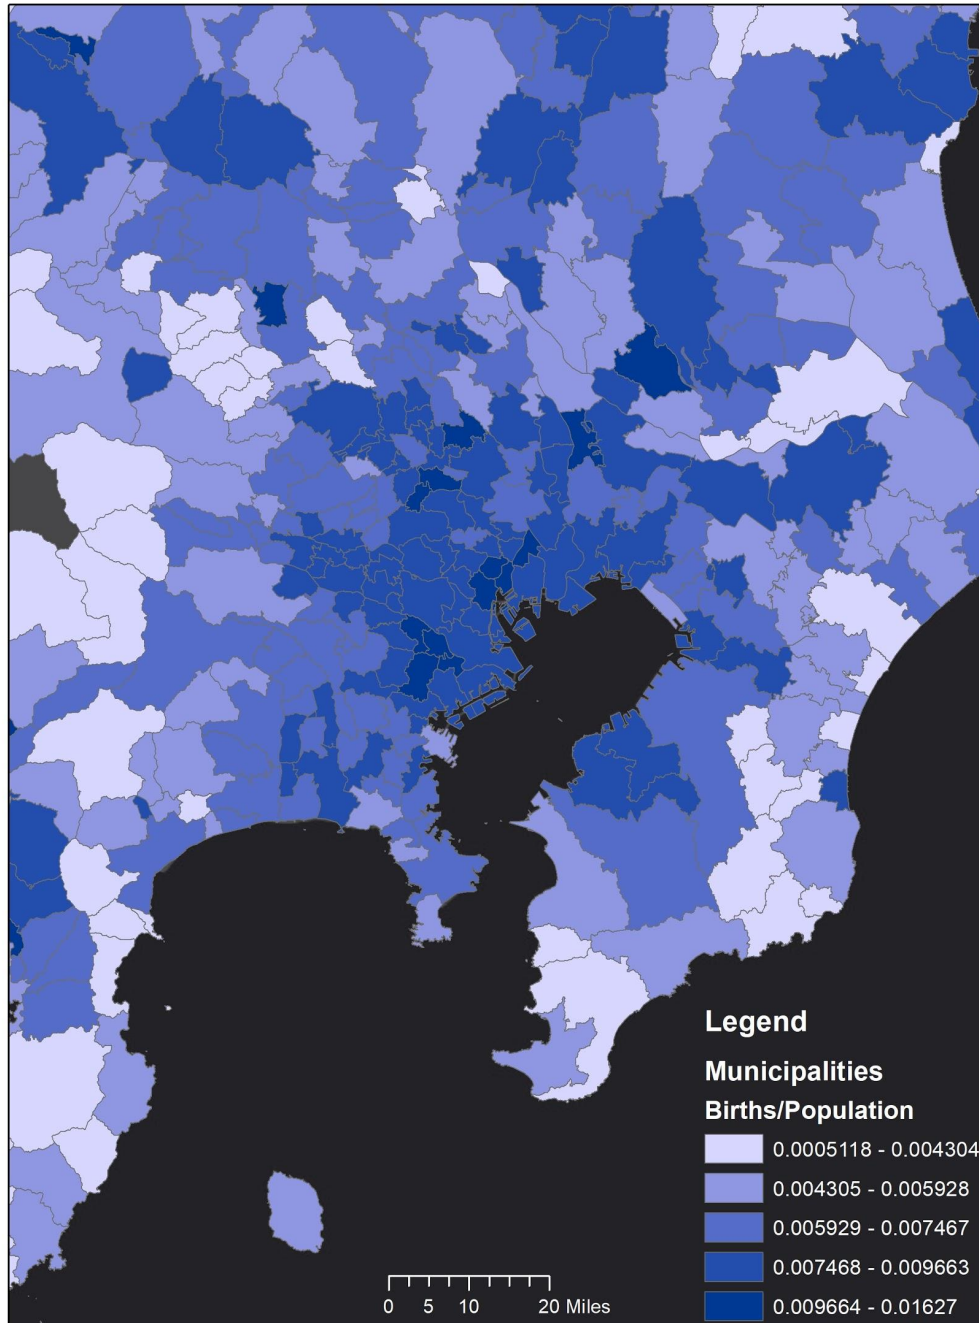 Legend
Municipalities
Births/Population
0.0005118 - 0.004304
0.004305 - 0.005928
0.005929 - 0.007467
0.007468 - 0.009663
0.009664 - 0.01627
0 5 10 20 Miles